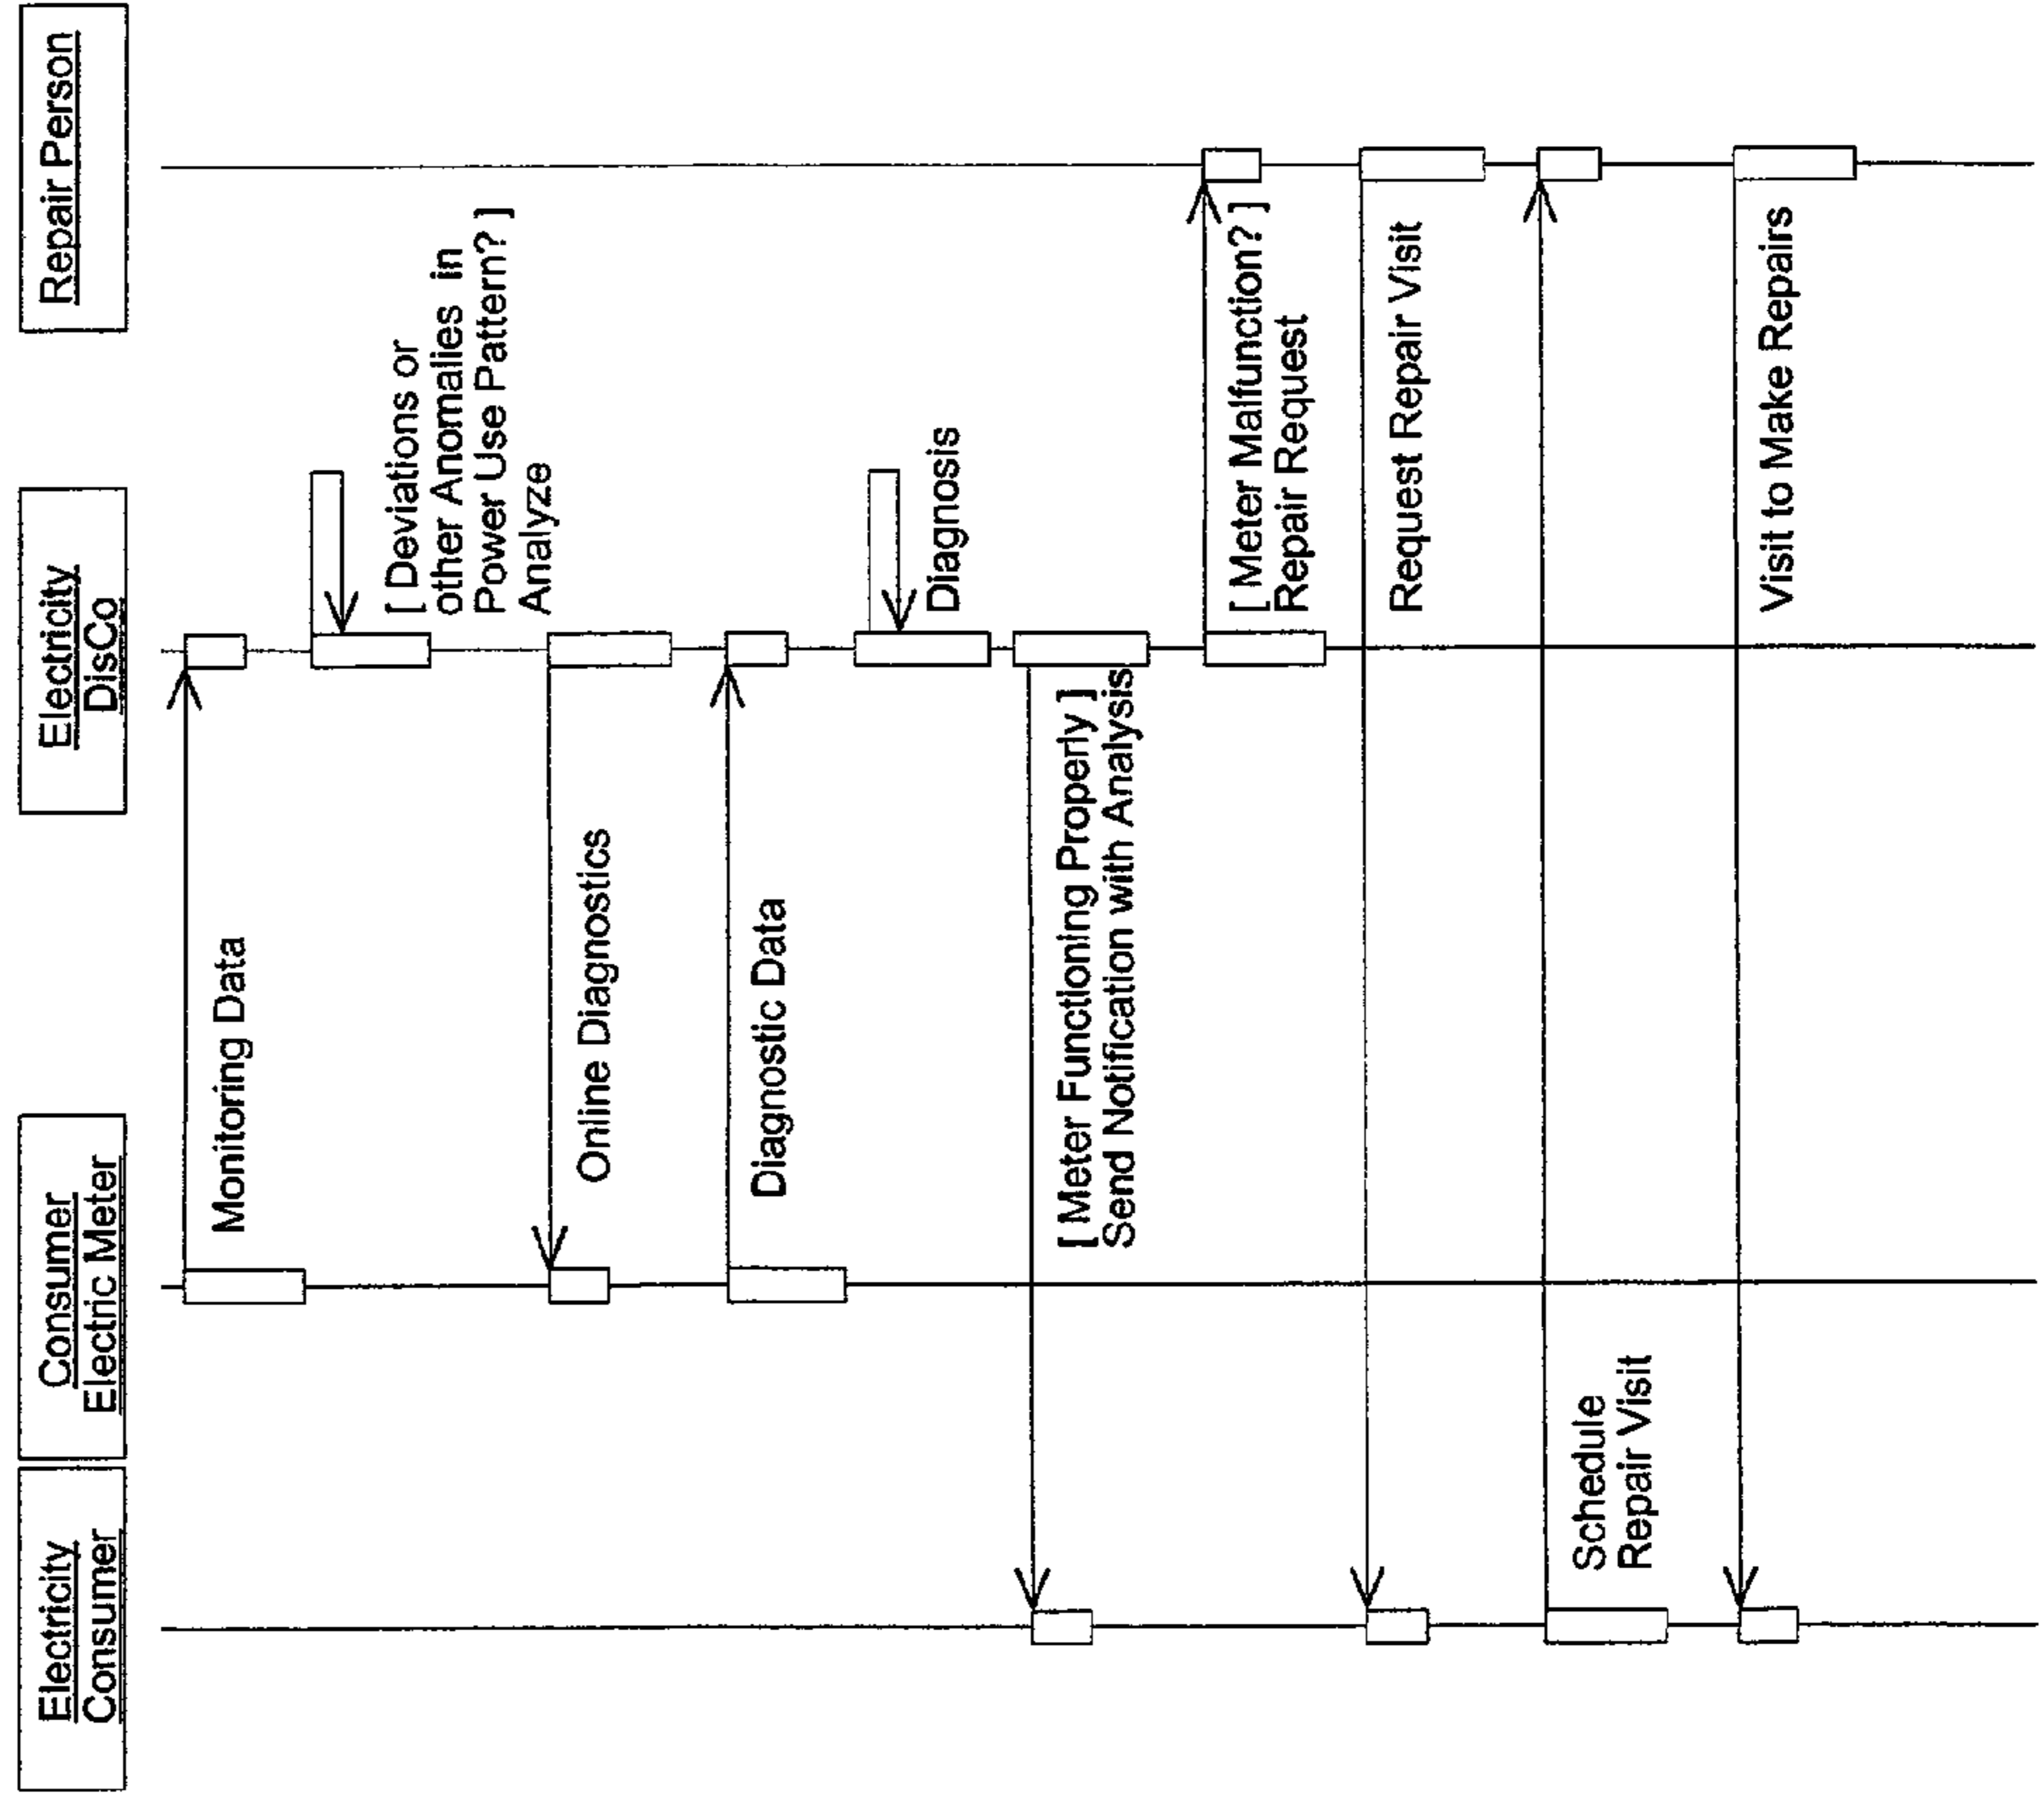 Electricity
Consumer
Consumer
Electric Meter
Electricity
DisCo
Repair Person
Monitoring Data
[ Deviations or
other Anomalies in
Power Use Pattern? ]
Analyze
Online Diagnostics
Diagnostic Data
Diagnosis
[ Meter Functioning Properly ]
Send Notification with Analysis
[ Meter Malfunction? ]
Repair Request
Request Repair Visit
Schedule
Repair Visit
Visit to Make Repairs